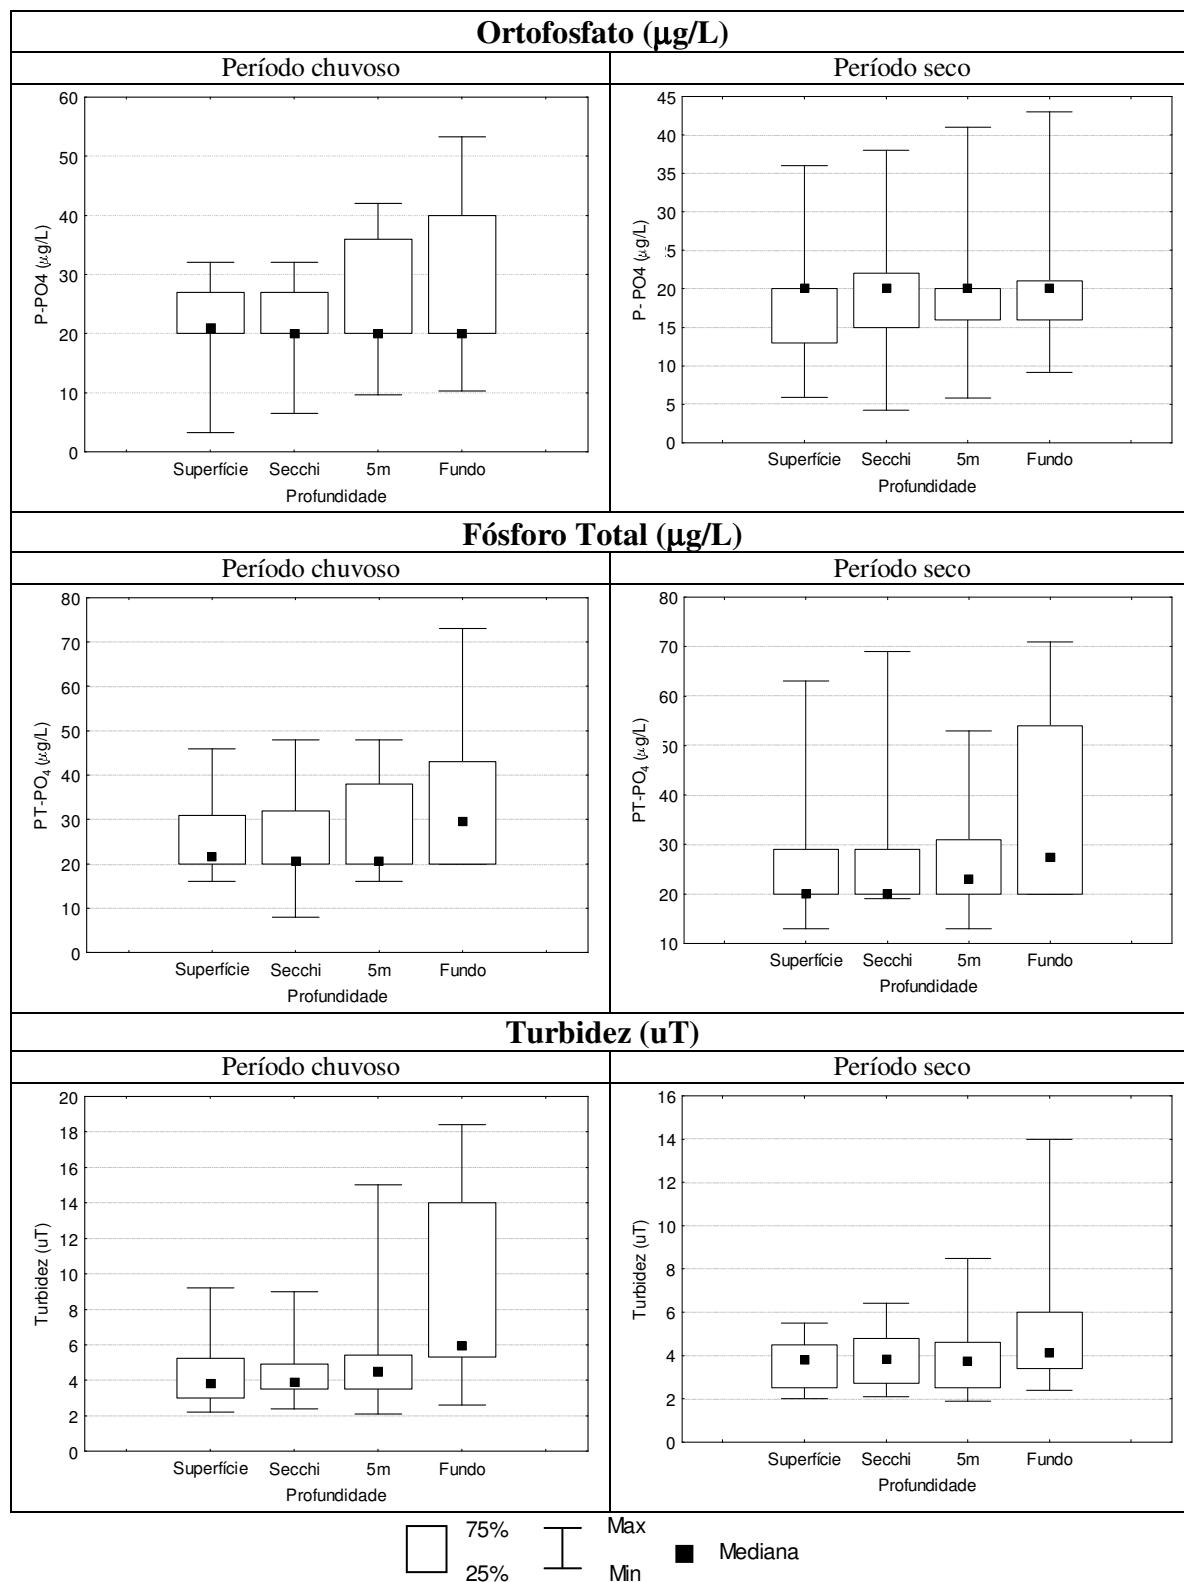 Ortofosfato (µg/L)
Período chuvoso
Período seco
60
50
40
30
20
10
0
P-PO4 (µg/L)
Superfície Secchi 5m Fundo
Profundidade
45
40
35
30
25
20
15
10
5
0
P- PO4 (µg/L)
Superfície Secchi 5m Fundo
Profundidade
Fósforo Total (µg/L)
Período chuvoso
Período seco
80
70
60
50
40
30
20
10
0
PT-PO₄ (µg/L)
Superfície Secchi 5m Fundo
Profundidade
80
70
60
50
40
30
20
10
PT-PO₄ (µg/L)
Superfície Secchi 5m Fundo
Profundidade
Turbidez (uT)
Período chuvoso
Período seco
20
18
16
14
12
10
8
6
4
2
0
Turbidez (uT)
Superfície Secchi 5m Fundo
Profundidade
16
14
12
10
8
6
4
2
0
Turbidez (uT)
Superfície Secchi 5m Fundo
Profundidade
75%
25%
Max
Min
Mediana